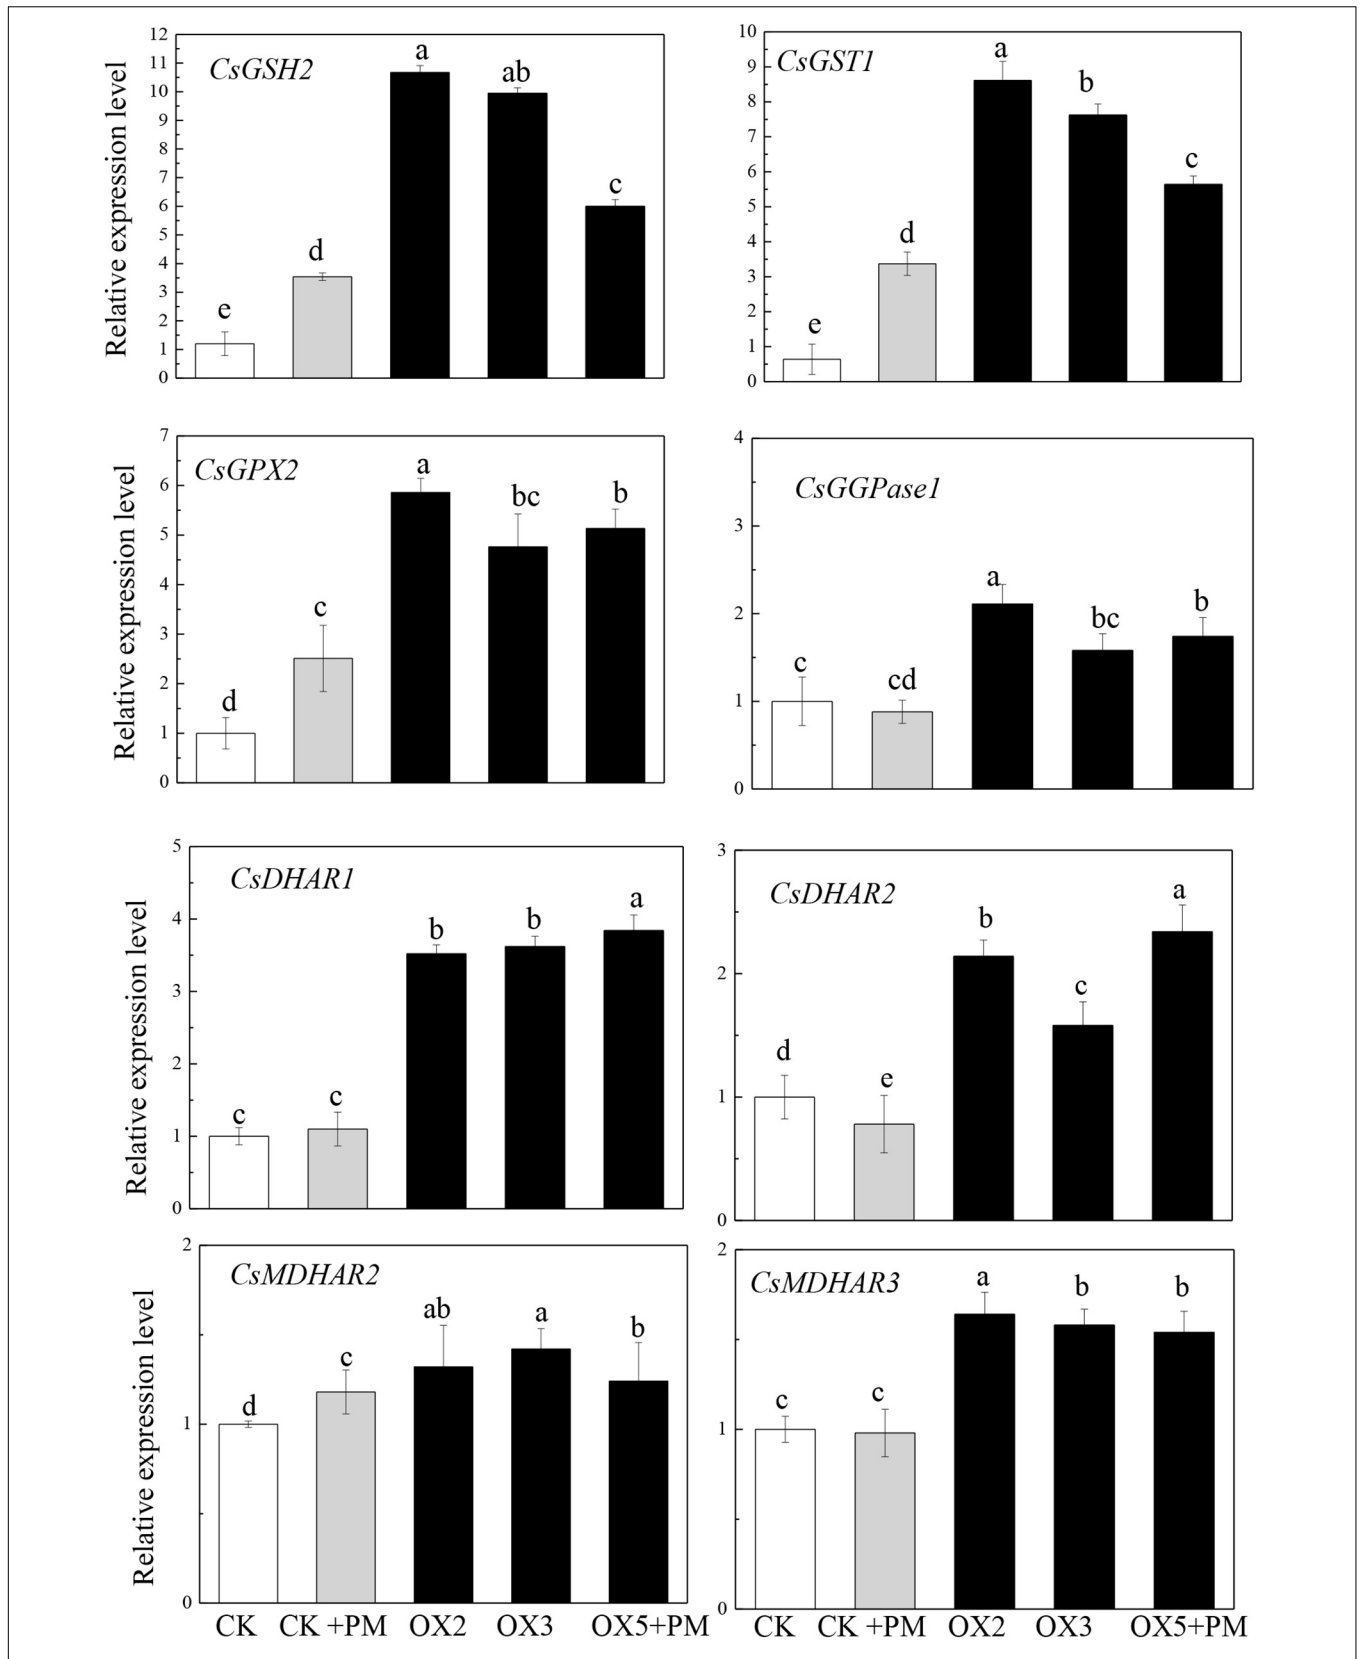 CsGSH2
Relative expression level
12
11
10
9
8
7
6
5
4
3
2
1
0
e
d
a
ab
c
CsGST1
10
9
8
7
6
5
4
3
2
1
0
e
d
a
b
c
CsGPX2
Relative expression level
7
6
5
4
3
2
1
0
d
c
a
bc
b
CsGGPase1
4
3
2
1
0
c
cd
a
bc
b
CsDHAR1
Relative expression level
5
4
3
2
1
0
c
c
b
b
a
CsDHAR2
3
2
1
0
d
e
b
c
a
CsMDHAR2
Relative expression level
2
1
0
d
c
ab
a
b
CsMDHAR3
2
1
0
c
c
a
b
b
CK CK +PM OX2 OX3 OX5+PM
CK CK +PM OX2 OX3 OX5+PM